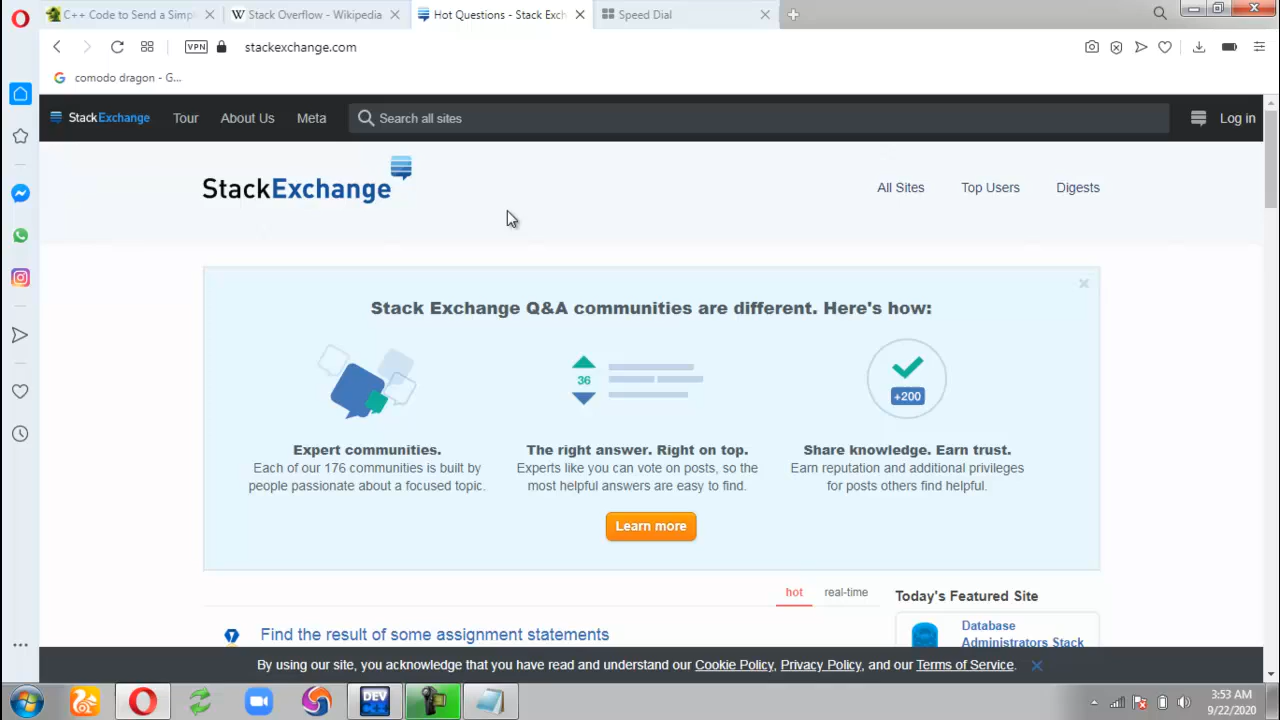 C++ Code to Send a Simpl
Stack Overflow - Wikipedia
Hot Questions - Stack Exch
Speed Dial
VPN
stackexchange.com
comodo dragon - G...
StackExchange
Tour
About Us
Meta
Search all sites
Log in
StackExchange
All Sites
Top Users
Digests
Stack Exchange Q&A communities are different. Here's how:
36
+200
Expert communities.
Each of our 176 communities is built by
people passionate about a focused topic.
The right answer. Right on top.
Experts like you can vote on posts, so the
most helpful answers are easy to find.
Share knowledge. Earn trust.
Earn reputation and additional privileges
for posts others find helpful.
Learn more
hot
real-time
Today's Featured Site
Find the result of some assignment statements
Database
Administrators Stack
By using our site, you acknowledge that you have read and understand our Cookie Policy, Privacy Policy, and our Terms of Service.
DEV
C++
3:53 AM
9/22/2020